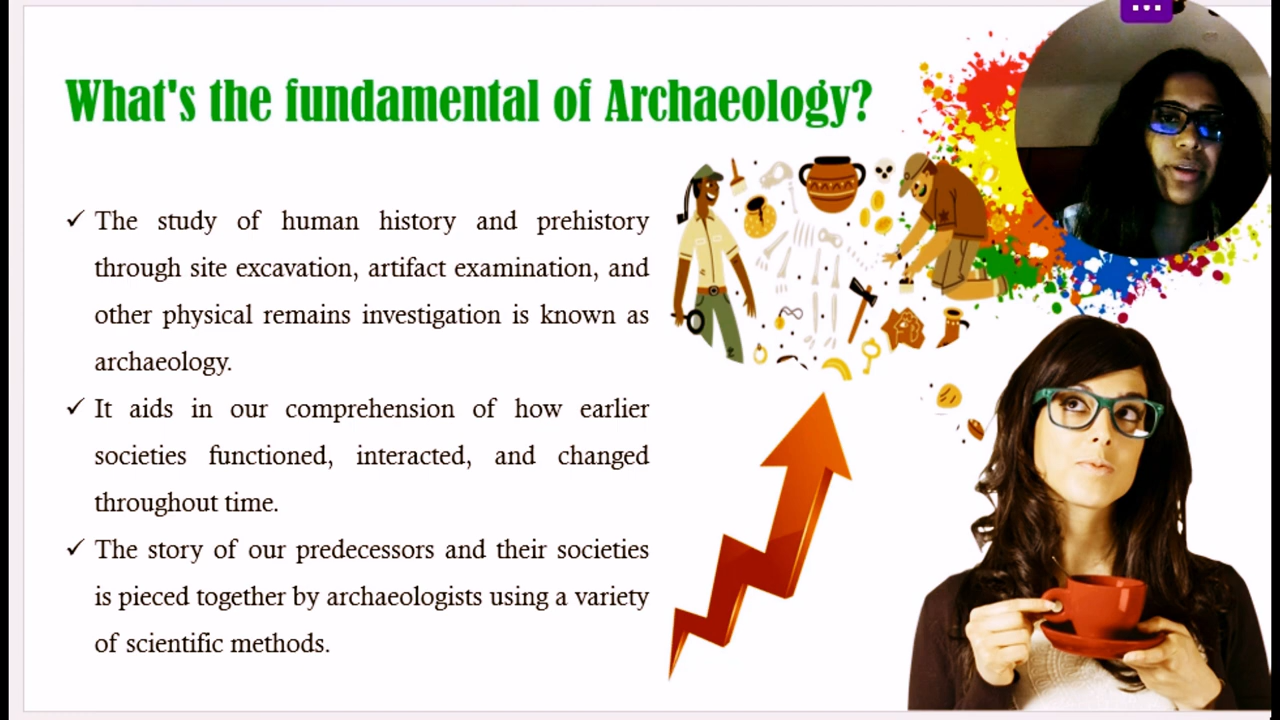 What's the fundamental of Archaeology?
✓ The study of human history and prehistory
through site excavation, artifact examination, and
other physical remains investigation is known as
archaeology.
✓ It aids in our comprehension of how earlier
societies functioned, interacted, and changed
throughout time.
✓ The story of our predecessors and their societies
is pieced together by archaeologists using a variety
of scientific methods.